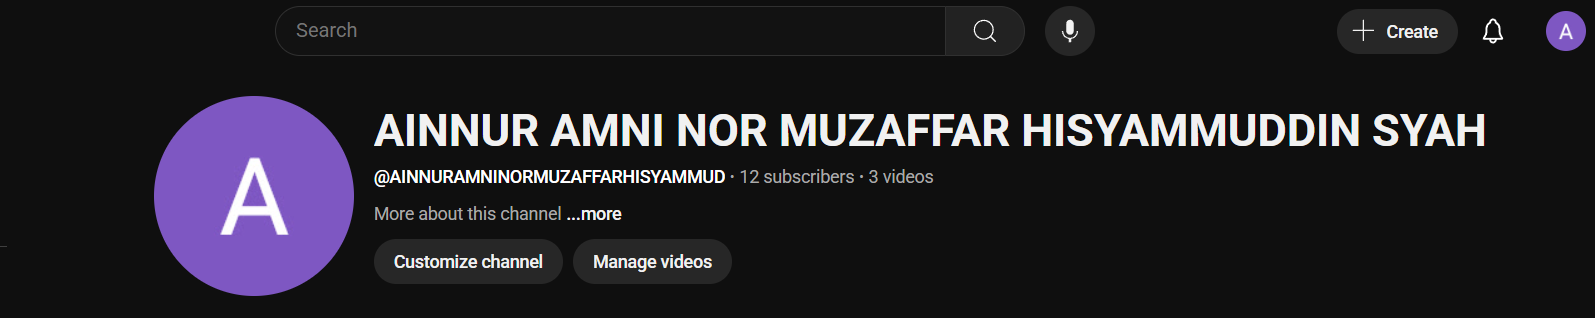 Search
Create
A
A
AINNUR AMNI NOR MUZAFFAR HISYAMMUDDIN SYAH
@AINNURAMNINORMUZAFFARHISYAMMUD · 12 subscribers · 3 videos
More about this channel ...more
Customize channel
Manage videos